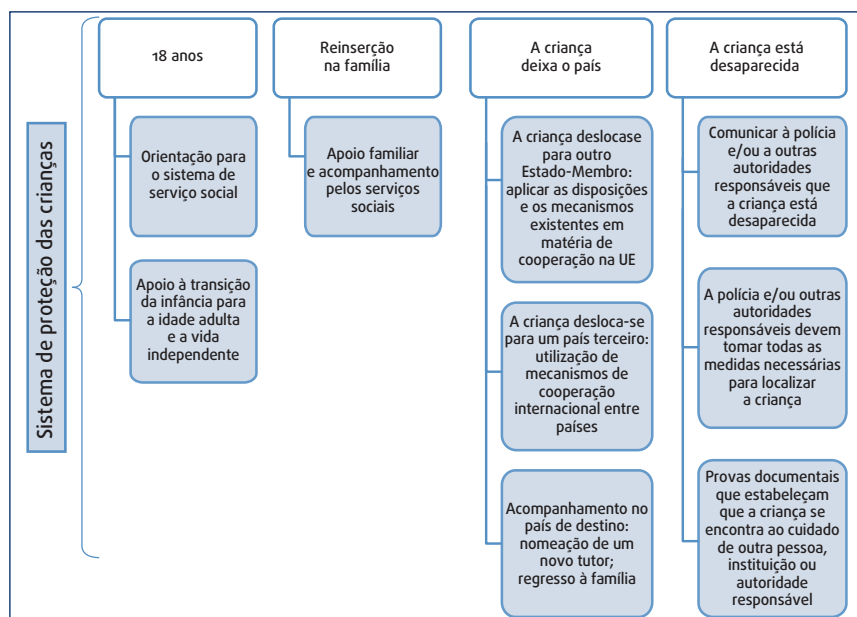 Sistema de proteção das crianças
18 anos
Orientação para
o sistema de
serviço social
Apoio à transição
da infância para
a idade adulta
e a vida
independente
Reinserção
na família
Apoio familiar
e acompanhamento
pelos serviços
sociais
A criança
deixa o país
A criança deslocase
para outro
Estado-Membro:
aplicar as disposições
e os mecanismos
existentes em
matéria de
cooperação na UE
A criança desloca-se
para um país terceiro:
utilização de
mecanismos de
cooperação
internacional entre
países
Acompanhamento no
país de destino:
nomeação de um
novo tutor;
regresso à família
A criança está
desaparecida
Comunicar à polícia
e/ou a outras
autoridades
responsáveis que
a criança está
desaparecida
A polícia e/ou outras
autoridades
responsáveis devem
tomar todas as
medidas necessárias
para localizar
a criança
Provas documentais
que estabeleçam
que a criança se
encontra ao cuidado
de outra pessoa,
instituição ou
autoridade
responsável